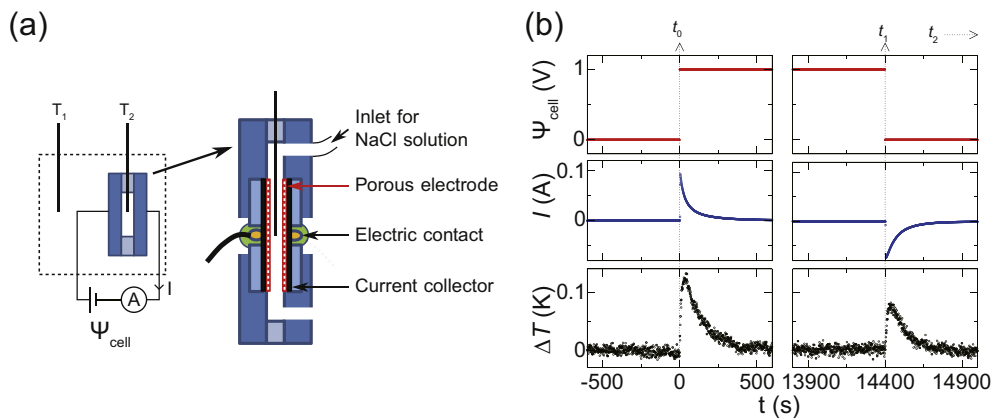 (a)
T₁
T₂
A
I
Ψcell
Inlet for
NaCl solution
Porous electrode
Electric contact
Current collector
(b)
t₀
t₁
t₂
Ψcell (V)
1
0
I (A)
0.1
0
ΔT (K)
0.1
0
-500 0 500 13900 14400 14900
t (s)